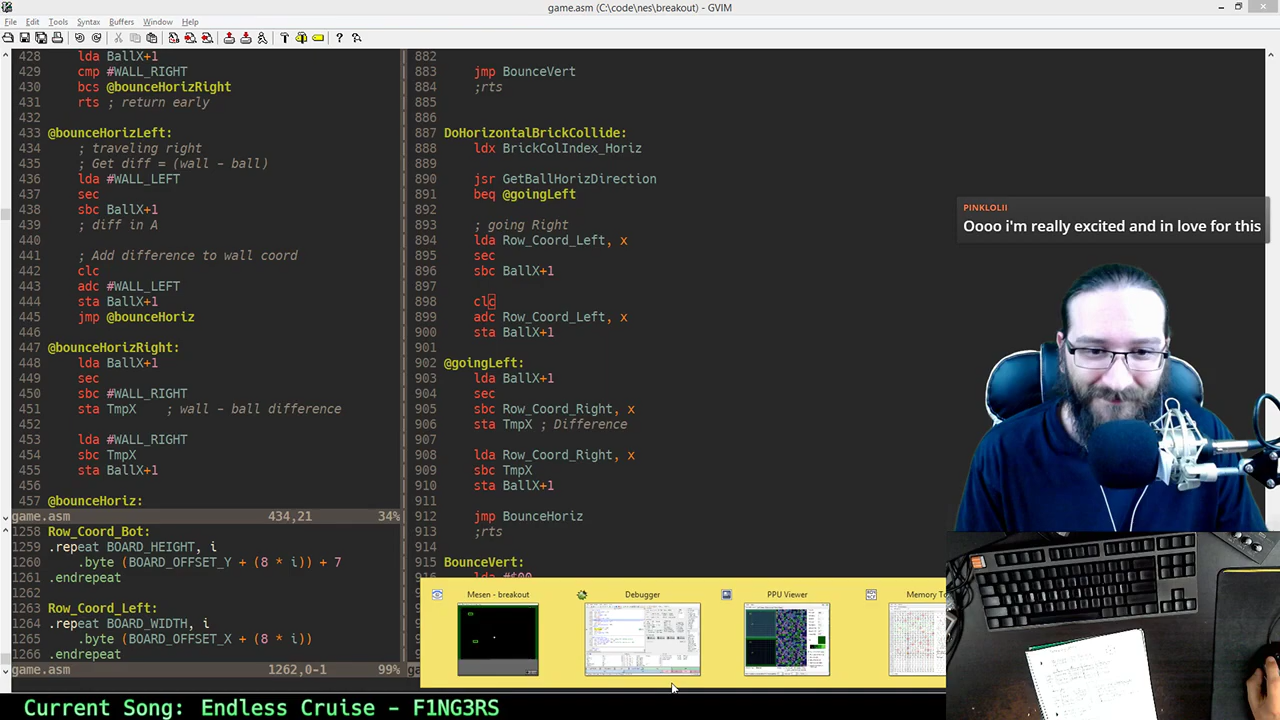 game.asm (C:\code\nes\breakout) - GVIM
File Edit Tools Syntax Buffers Window Help
428 lda BallX+1
429 cmp #WALL_RIGHT
430 bcs @bounceHorizRight
431 rts ; return early
432
433 @bounceHorizLeft:
434 ; traveling right
435 ; Get diff = (wall - ball)
436 lda #WALL_LEFT
437 sec
438 sbc BallX+1
439 ; diff in A
440
441 ; Add difference to wall coord
442 clc
443 adc #WALL_LEFT
444 sta BallX+1
445 jmp @bounceHoriz
446
447 @bounceHorizRight:
448 lda BallX+1
449 sec
450 sbc #WALL_RIGHT
451 sta TmpX ; wall - ball difference
452
453 lda #WALL_RIGHT
454 sbc TmpX
455 sta BallX+1
456
457 @bounceHoriz:
game.asm 434,21 34%
1258 Row_Coord_Bot:
1259 .repeat BOARD_HEIGHT, i
1260 .byte (BOARD_OFFSET_Y + (8 * i)) + 7
1261 .endrepeat
1262
1263 Row_Coord_Left:
1264 .repeat BOARD_WIDTH, i
1265 .byte (BOARD_OFFSET_X + (8 * i))
1266 .endrepeat
game.asm 1262,0-1 99%
882
883 jmp BounceVert
884 ;rts
885
886
887 DoHorizontalBrickCollide:
888 ldx BrickColIndex_Horiz
889
890 jsr GetBallHorizDirection
891 beq @goingLeft
892
893 ; going Right
894 lda Row_Coord_Left, x
895 sec
896 sbc BallX+1
897
898 clc
899 adc Row_Coord_Left, x
900 sta BallX+1
901
902 @goingLeft:
903 lda BallX+1
904 sec
905 sbc Row_Coord_Right, x
906 sta TmpX ; Difference
907
908 lda Row_Coord_Right, x
909 sbc TmpX
910 sta BallX+1
911
912 jmp BounceHoriz
913 ;rts
914
915 BounceVert:
916 lda #$00
Mesen - breakout
Debugger
PPU Viewer
Memory To
PINKLOLII
Oooo i'm really excited and in love for this
Current Song: Endless Cruise - F1NG3RS